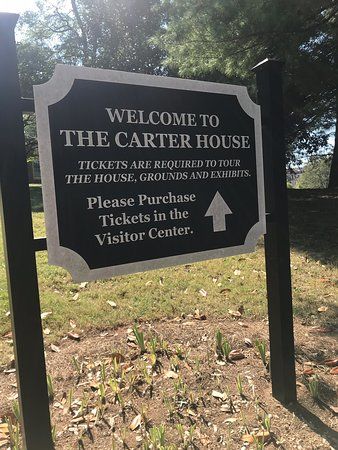 WELCOME TO
THE CARTER HOUSE
TICKETS ARE REQUIRED TO TOUR
THE HOUSE, GROUNDS AND EXHIBITS.
Please Purchase
Tickets in the
Visitor Center.